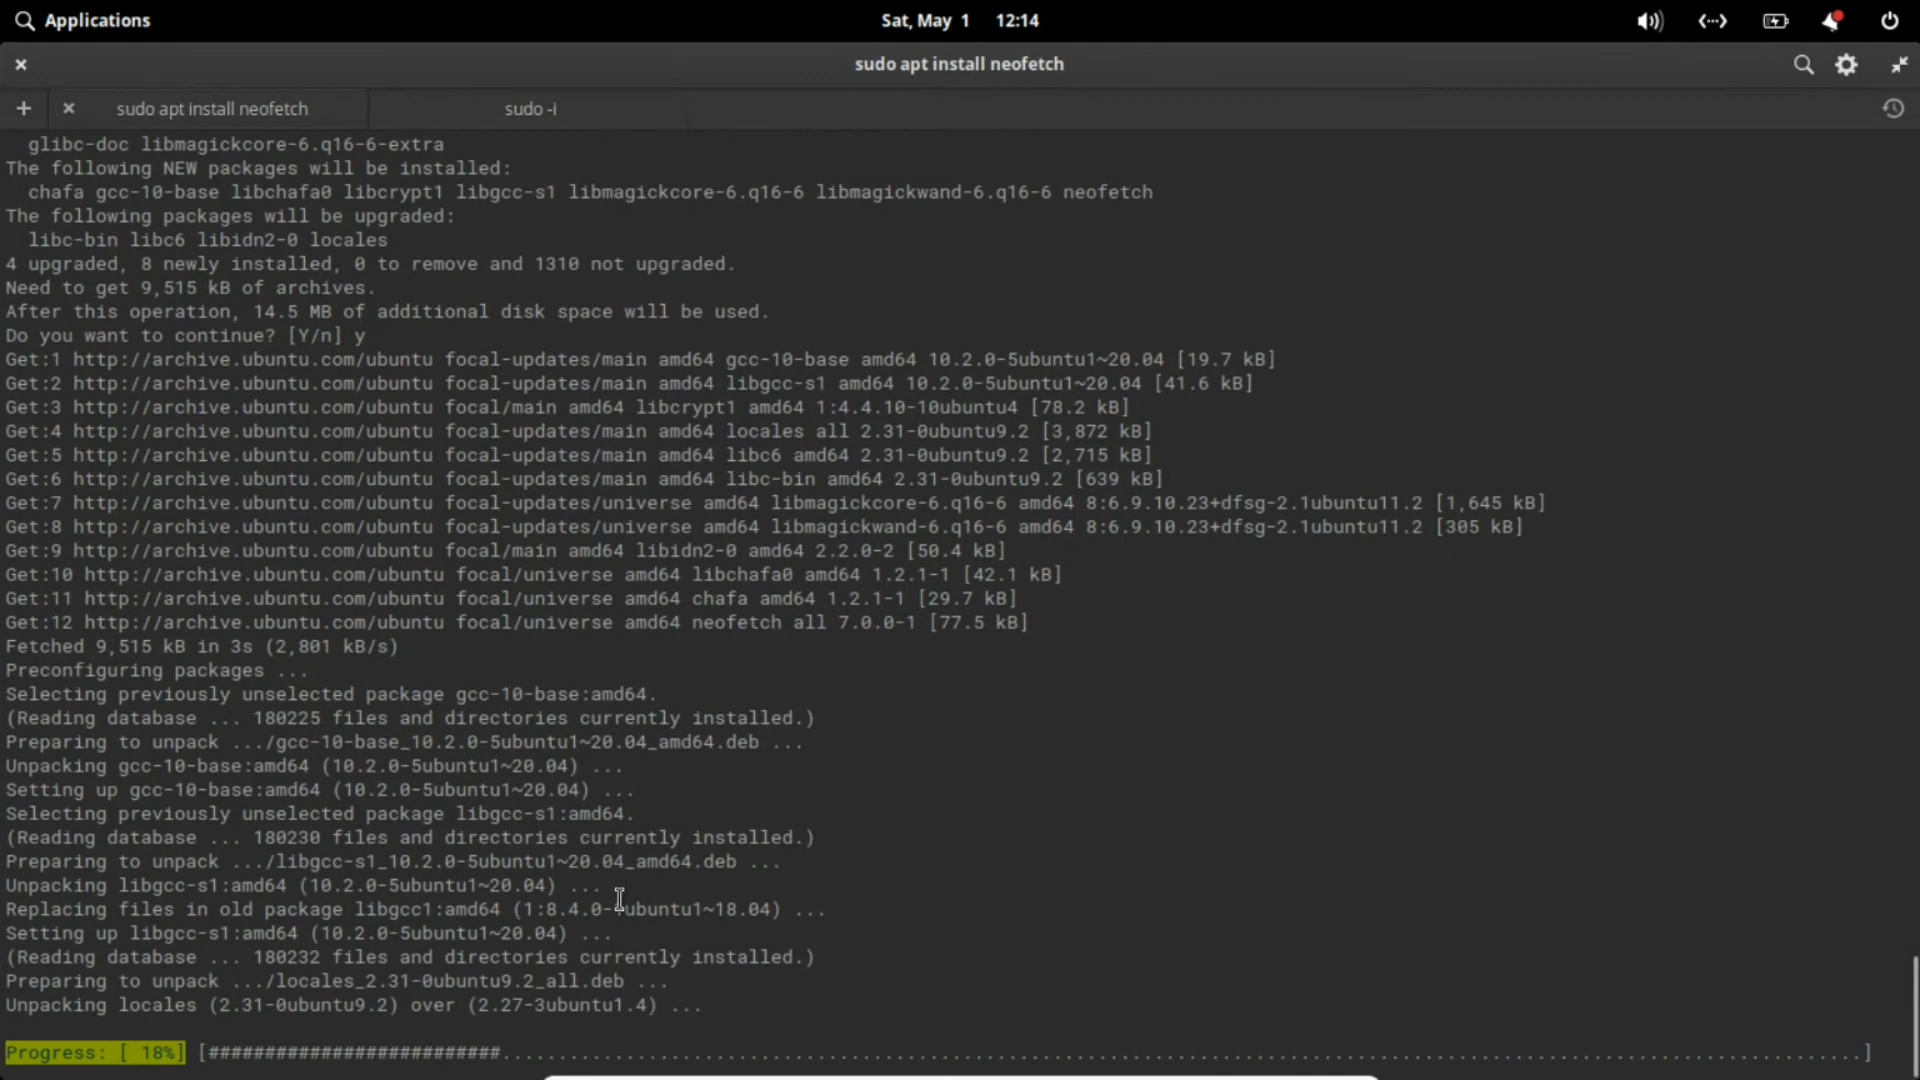 Applications
Sat, May 1 12:14
sudo apt install neofetch
sudo apt install neofetch
sudo -i
glibc-doc libmagickcore-6.q16-6-extra
The following NEW packages will be installed:
chafa gcc-10-base libchafa0 libcrypt1 libgcc-s1 libmagickcore-6.q16-6 libmagickwand-6.q16-6 neofetch
The following packages will be upgraded:
libc-bin libc6 libidn2-0 locales
4 upgraded, 8 newly installed, 0 to remove and 1310 not upgraded.
Need to get 9,515 kB of archives.
After this operation, 14.5 MB of additional disk space will be used.
Do you want to continue? [Y/n] y
Get:1 http://archive.ubuntu.com/ubuntu focal-updates/main amd64 gcc-10-base amd64 10.2.0-5ubuntu1~20.04 [19.7 kB]
Get:2 http://archive.ubuntu.com/ubuntu focal-updates/main amd64 libgcc-s1 amd64 10.2.0-5ubuntu1~20.04 [41.6 kB]
Get:3 http://archive.ubuntu.com/ubuntu focal/main amd64 libcrypt1 amd64 1:4.4.10-10ubuntu4 [78.2 kB]
Get:4 http://archive.ubuntu.com/ubuntu focal-updates/main amd64 locales all 2.31-0ubuntu9.2 [3,872 kB]
Get:5 http://archive.ubuntu.com/ubuntu focal-updates/main amd64 libc6 amd64 2.31-0ubuntu9.2 [2,715 kB]
Get:6 http://archive.ubuntu.com/ubuntu focal-updates/main amd64 libc-bin amd64 2.31-0ubuntu9.2 [639 kB]
Get:7 http://archive.ubuntu.com/ubuntu focal-updates/universe amd64 libmagickcore-6.q16-6 amd64 8:6.9.10.23+dfsg-2.1ubuntu11.2 [1,645 kB]
Get:8 http://archive.ubuntu.com/ubuntu focal-updates/universe amd64 libmagickwand-6.q16-6 amd64 8:6.9.10.23+dfsg-2.1ubuntu11.2 [305 kB]
Get:9 http://archive.ubuntu.com/ubuntu focal/main amd64 libidn2-0 amd64 2.2.0-2 [50.4 kB]
Get:10 http://archive.ubuntu.com/ubuntu focal/universe amd64 libchafa0 amd64 1.2.1-1 [42.1 kB]
Get:11 http://archive.ubuntu.com/ubuntu focal/universe amd64 chafa amd64 1.2.1-1 [29.7 kB]
Get:12 http://archive.ubuntu.com/ubuntu focal/universe amd64 neofetch all 7.0.0-1 [77.5 kB]
Fetched 9,515 kB in 3s (2,801 kB/s)
Preconfiguring packages ...
Selecting previously unselected package gcc-10-base:amd64.
(Reading database ... 180225 files and directories currently installed.)
Preparing to unpack .../gcc-10-base_10.2.0-5ubuntu1~20.04_amd64.deb ...
Unpacking gcc-10-base:amd64 (10.2.0-5ubuntu1~20.04) ...
Setting up gcc-10-base:amd64 (10.2.0-5ubuntu1~20.04) ...
Selecting previously unselected package libgcc-s1:amd64.
(Reading database ... 180230 files and directories currently installed.)
Preparing to unpack .../libgcc-s1_10.2.0-5ubuntu1~20.04_amd64.deb ...
Unpacking libgcc-s1:amd64 (10.2.0-5ubuntu1~20.04) ...
Replacing files in old package libgcc1:amd64 (1:8.4.0-ubuntu1~18.04) ...
Setting up libgcc-s1:amd64 (10.2.0-5ubuntu1~20.04) ...
(Reading database ... 180232 files and directories currently installed.)
Preparing to unpack .../locales_2.31-0ubuntu9.2_all.deb ...
Unpacking locales (2.31-0ubuntu9.2) over (2.27-3ubuntu1.4) ...
Progress: [ 18%] [##########################..........................................................................................................................]